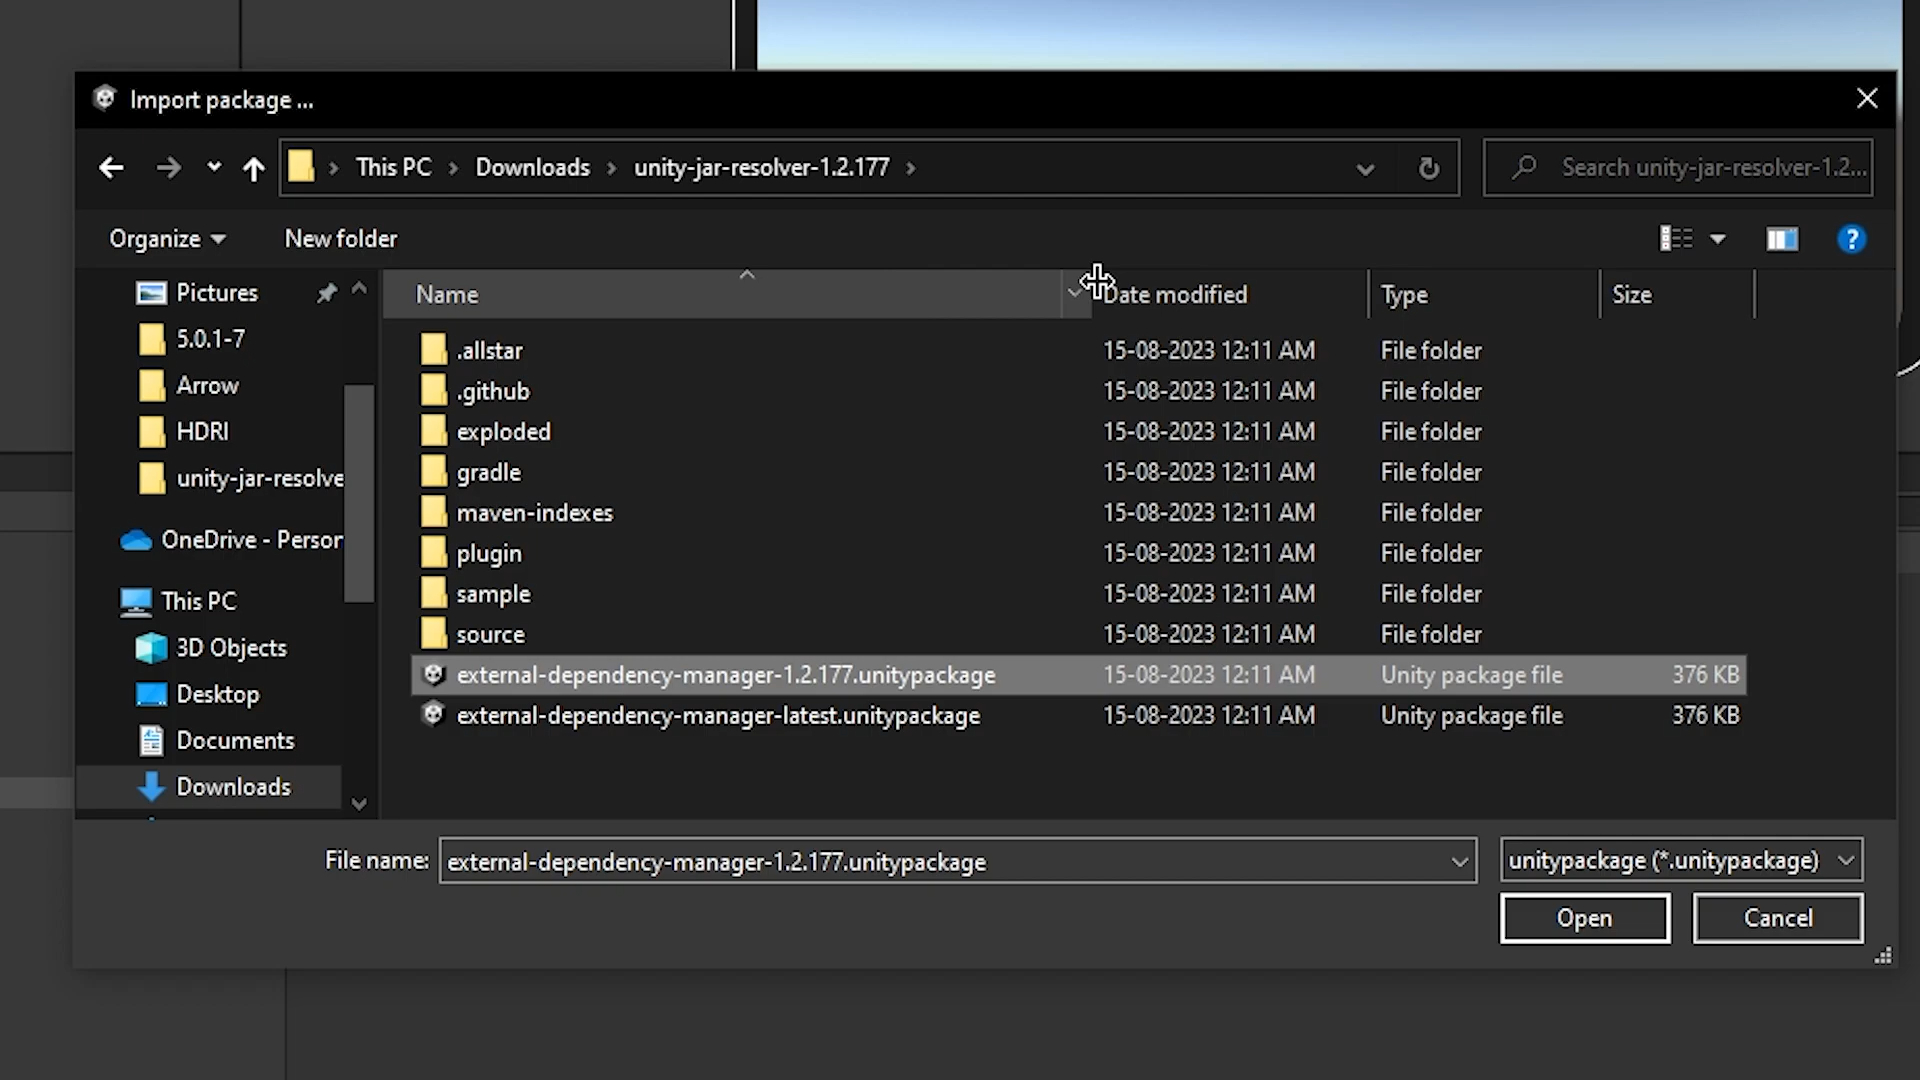 Import package ...
This PC > Downloads > unity-jar-resolver-1.2.177 >
Search unity-jar-resolver-1.2...
Organize
New folder
Pictures
5.0.1-7
Arrow
HDRI
unity-jar-resolve
OneDrive - Person
This PC
3D Objects
Desktop
Documents
Downloads
Name Date modified Type Size
.allstar 15-08-2023 12:11 AM File folder
.github 15-08-2023 12:11 AM File folder
exploded 15-08-2023 12:11 AM File folder
gradle 15-08-2023 12:11 AM File folder
maven-indexes 15-08-2023 12:11 AM File folder
plugin 15-08-2023 12:11 AM File folder
sample 15-08-2023 12:11 AM File folder
source 15-08-2023 12:11 AM File folder
external-dependency-manager-1.2.177.unitypackage 15-08-2023 12:11 AM Unity package file 376 KB
external-dependency-manager-latest.unitypackage 15-08-2023 12:11 AM Unity package file 376 KB
File name: external-dependency-manager-1.2.177.unitypackage
unitypackage (*.unitypackage)
Open
Cancel